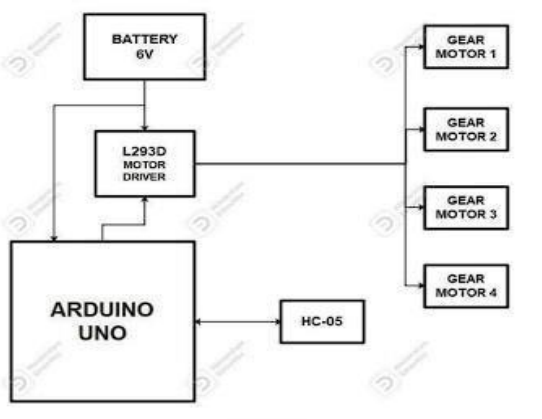 BATTERY
6V
GEAR
MOTOR 1
GEAR
MOTOR 2
L293D
MOTOR
DRIVER
GEAR
MOTOR 3
GEAR
MOTOR 4
ARDUINO
UNO
HC-05